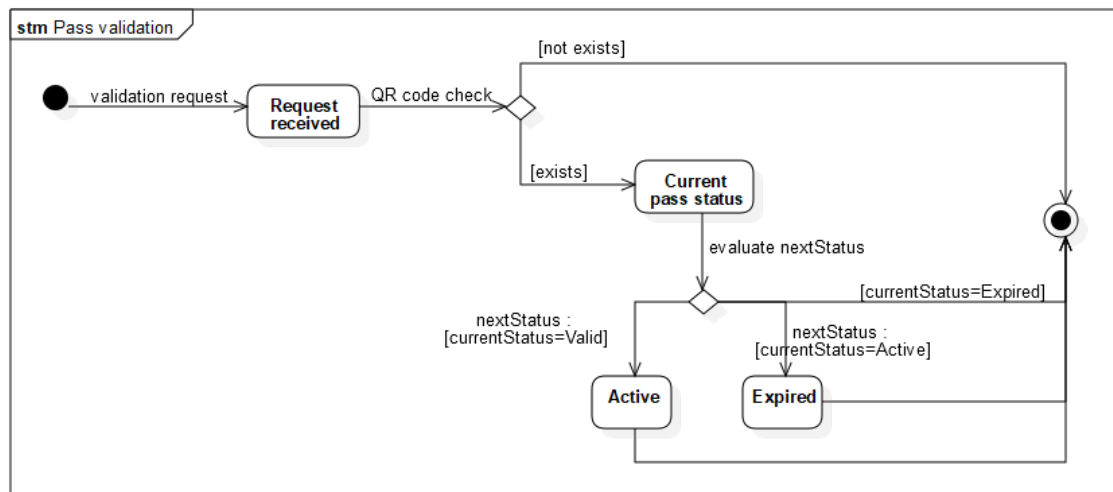 stm Pass validation
[not exists]
validation request
QR code check
Request
received
[exists]
Current
pass status
evaluate nextStatus
[currentStatus=Expired]
nextStatus :
[currentStatus=Valid]
nextStatus :
[currentStatus=Active]
Active
Expired